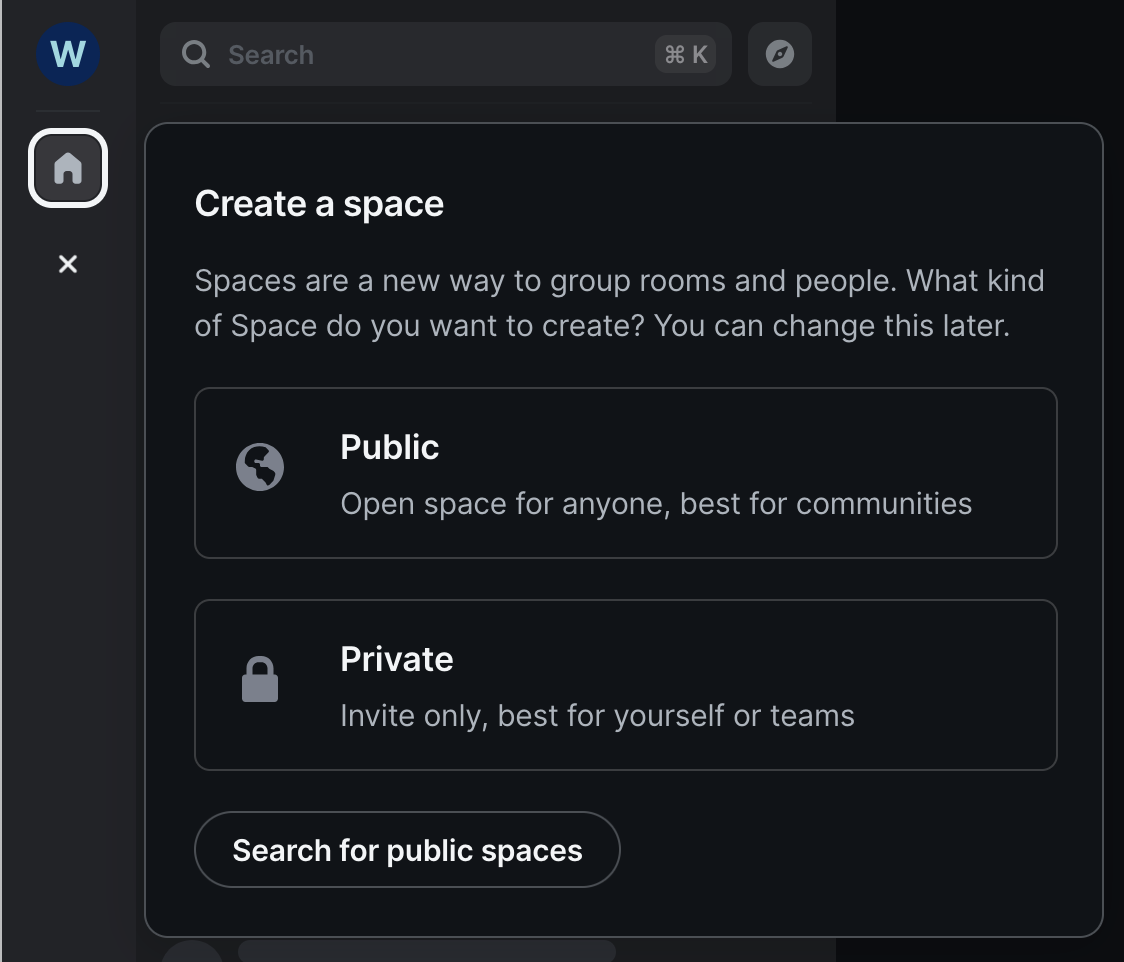 W
Search
⌘ K
Create a space
Spaces are a new way to group rooms and people. What kind
of Space do you want to create? You can change this later.
Public
Open space for anyone, best for communities
Private
Invite only, best for yourself or teams
Search for public spaces